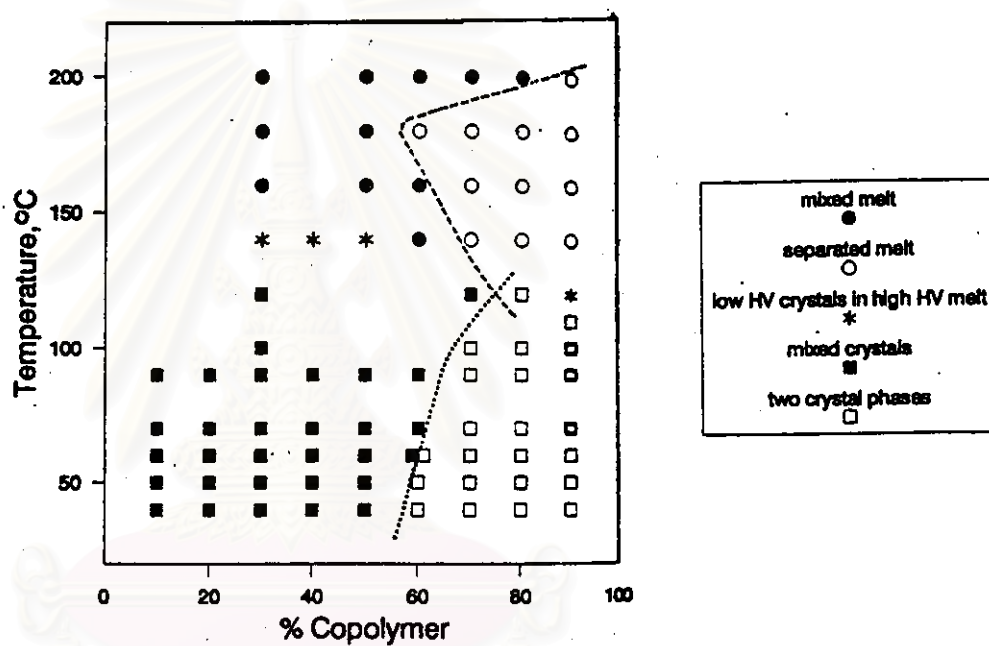 200
150
100
50
Temperature,ºC
0
20
40
60
80
100
% Copolymer
mixed melt
separated melt
low HV crystals in high HV melt
mixed crystals
two crystal phases